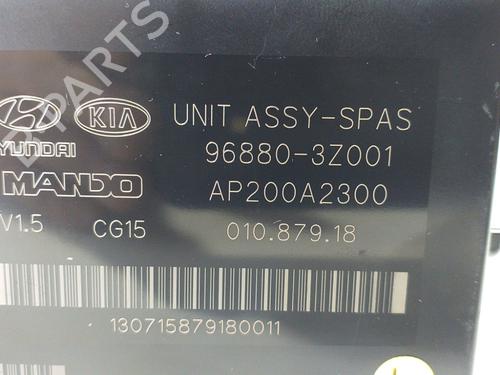 KIA
UNIT ASSY-SPAS
HYUNDAI
96880-3Z001
MANDO
AP200A2300
V1.5
CG15
010.879.18
130715879180011